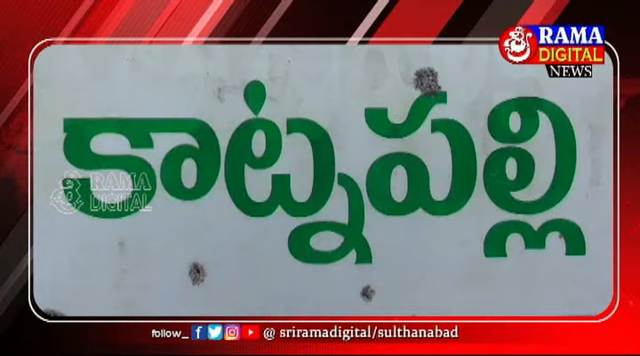 RAMA
DIGITAL
NEWS
కాట్నపల్లి
RAMA
DIGITAL
follow_ @ sriramadigital/sulthanabad